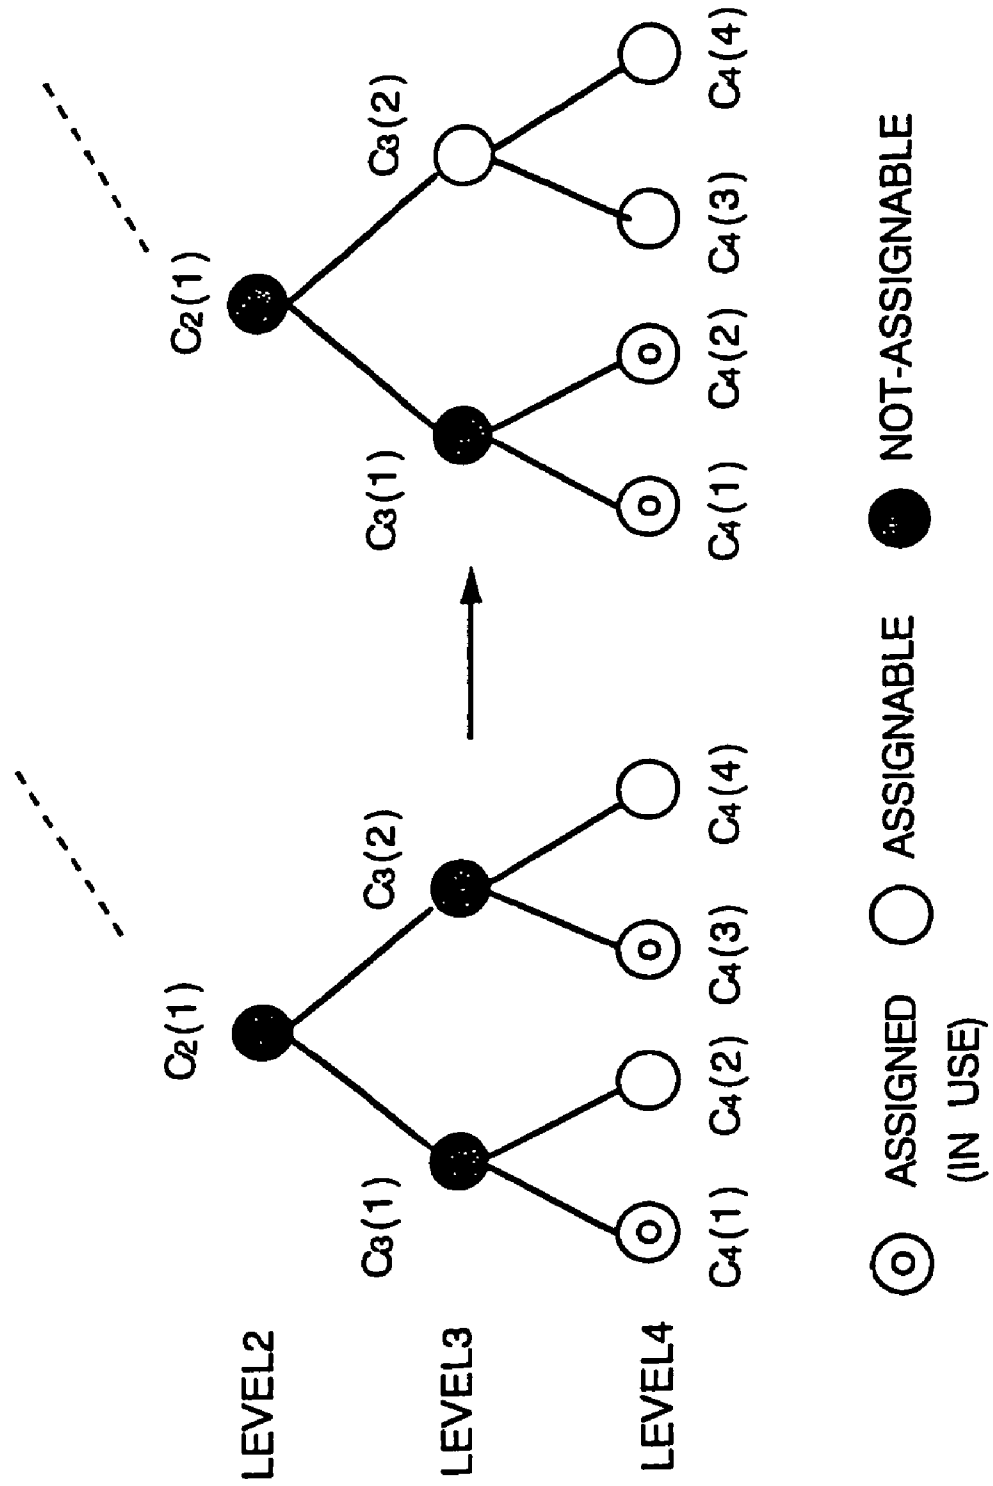 C2(1) C2(1)
C3(1) C3(2) C3(1) C3(2)
C4(1) C4(2) C4(3) C4(4) C4(1) C4(2) C4(3) C4(4)
LEVEL2
LEVEL3
LEVEL4
ASSIGNED
(IN USE)
ASSIGNABLE
NOT-ASSIGNABLE